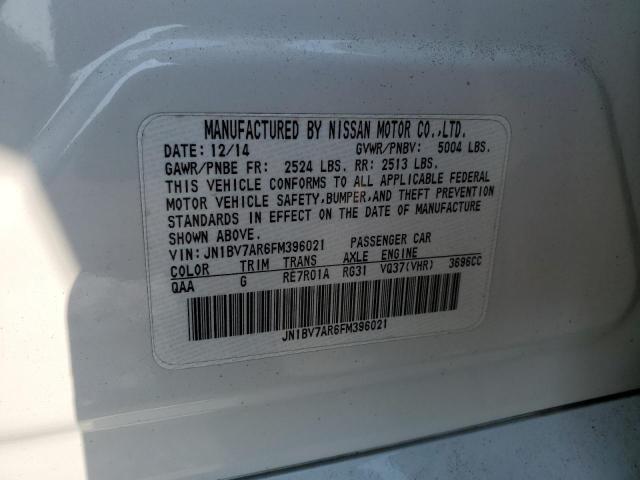 MANUFACTURED BY NISSAN MOTOR CO.,LTD.
DATE: 12/14 GVWR/PNBV: 5004 LBS.
GAWR/PNBE FR: 2524 LBS. RR: 2513 LBS.
THIS VEHICLE CONFORMS TO ALL APPLICABLE FEDERAL
MOTOR VEHICLE SAFETY,BUMPER,AND THEFT PREVENTION
STANDARDS IN EFFECT ON THE DATE OF MANUFACTURE
SHOWN ABOVE.
VIN: JN1BV7AR6FM396021 PASSENGER CAR
COLOR TRIM TRANS AXLE ENGINE
QAA G RE7R01A RG31 VQ37(VHR) 3696CC
JN1BV7AR6FM396021